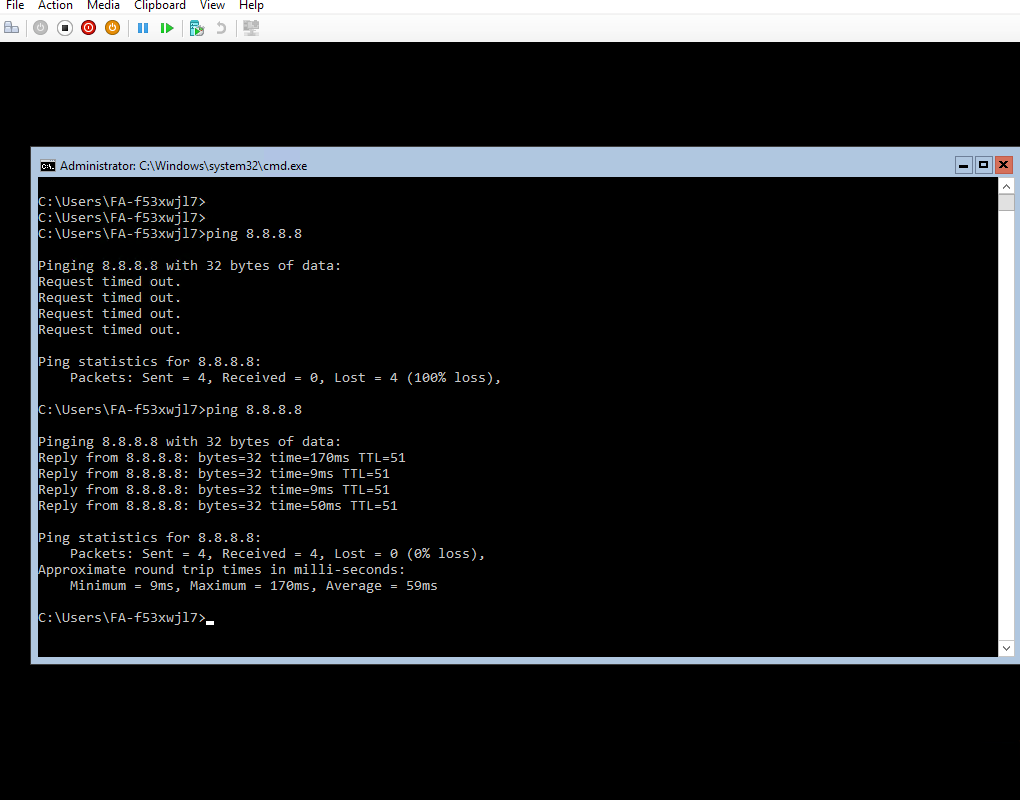 File Action Media Clipboard View Help
Administrator: C:\Windows\system32\cmd.exe
C:\Users\FA-f53xwjl7>
C:\Users\FA-f53xwjl7>
C:\Users\FA-f53xwjl7>ping 8.8.8.8
Pinging 8.8.8.8 with 32 bytes of data:
Request timed out.
Request timed out.
Request timed out.
Request timed out.
Ping statistics for 8.8.8.8:
Packets: Sent = 4, Received = 0, Lost = 4 (100% loss),
C:\Users\FA-f53xwjl7>ping 8.8.8.8
Pinging 8.8.8.8 with 32 bytes of data:
Reply from 8.8.8.8: bytes=32 time=170ms TTL=51
Reply from 8.8.8.8: bytes=32 time=9ms TTL=51
Reply from 8.8.8.8: bytes=32 time=9ms TTL=51
Reply from 8.8.8.8: bytes=32 time=50ms TTL=51
Ping statistics for 8.8.8.8:
Packets: Sent = 4, Received = 4, Lost = 0 (0% loss),
Approximate round trip times in milli-seconds:
Minimum = 9ms, Maximum = 170ms, Average = 59ms
C:\Users\FA-f53xwjl7>